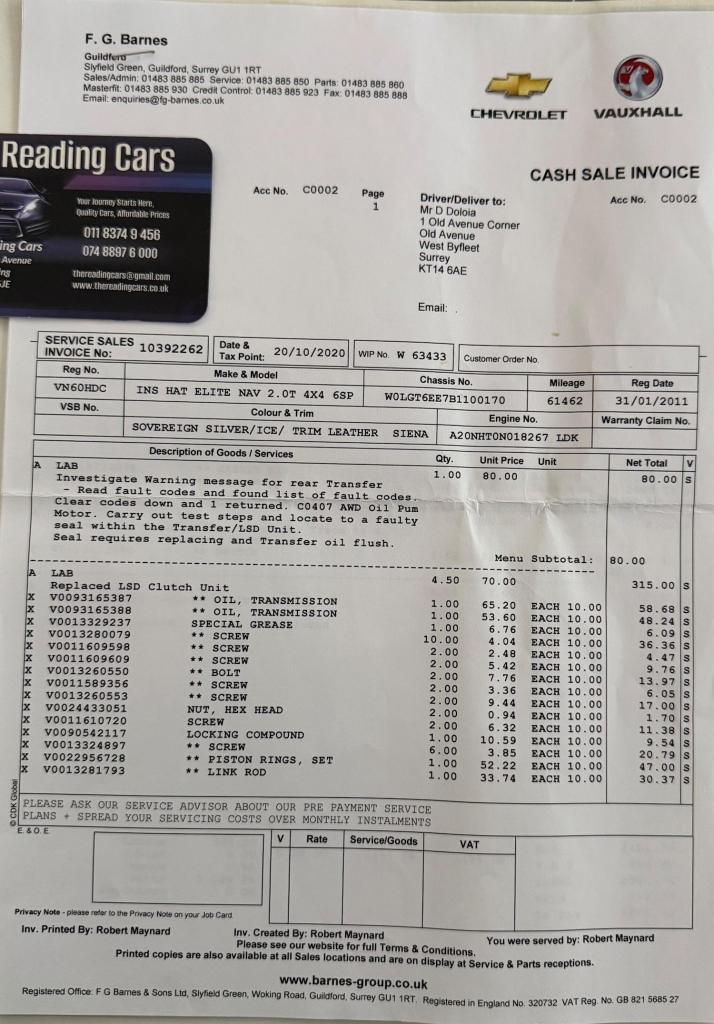 F. G. Barnes
Guildford
Slyfield Green, Guildford, Surrey GU1 1RT
Sales/Admin: 01483 885 885 Service: 01483 885 850 Parts: 01483 885 860
Masterfit: 01483 885 930 Credit Control: 01483 885 923 Fax: 01483 885 888
Email: enquiries@fg-barnes.co.uk
CHEVROLET VAUXHALL
Reading Cars
Your Journey Starts Here,
Quality Cars, Affordable Prices
011 8374 9 456
074 8897 6 000
ing Cars
Avenue
ng
thereadingcars@gmail.com
www.thereadingcars.co.uk
CASH SALE INVOICE
Acc No. C0002 Page
1
Acc No. C0002
Driver/Deliver to:
Mr D Doloia
1 Old Avenue Corner
Old Avenue
West Byfleet
Surrey
KT14 6AE
Email:
SERVICE SALES
INVOICE No: 10392262
Date &
Tax Point: 20/10/2020
WIP No. W 63433
Customer Order No.
Reg No. Make & Model Chassis No. Mileage Reg Date
VN60HDC INS HAT ELITE NAV 2.0T 4X4 6SP W0LGT6EE7B1100170 61462 31/01/2011
VSB No. Colour & Trim Engine No. Warranty Claim No.
SOVEREIGN SILVER/ICE/ TRIM LEATHER SIENA A20NHT0N018267 LDK
Description of Goods / Services Qty. Unit Price Unit Net Total V
A LAB 1.00 80.00 80.00 S
Investigate Warning message for rear Transfer
- Read fault codes and found list of fault codes.
Clear codes down and 1 returned. C0407 AWD Oil Pum
Motor. Carry out test steps and locate to a faulty
seal within the Transfer/LSD Unit.
Seal requires replacing and Transfer oil flush.
Menu Subtotal: 80.00
A LAB 4.50 70.00 315.00 S
Replaced LSD Clutch Unit
X V0093165387 ** OIL, TRANSMISSION 1.00 65.20 EACH 10.00 58.68 S
X V0093165388 ** OIL, TRANSMISSION 1.00 53.60 EACH 10.00 48.24 S
X V0013329237 SPECIAL GREASE 1.00 6.76 EACH 10.00 6.09 S
X V0013280079 ** SCREW 10.00 4.04 EACH 10.00 36.36 S
X V0011609598 ** SCREW 2.00 2.48 EACH 10.00 4.47 S
X V0011609609 ** SCREW 2.00 5.42 EACH 10.00 9.76 S
X V0013260550 ** BOLT 2.00 7.76 EACH 10.00 13.97 S
X V0011589356 ** SCREW 2.00 3.36 EACH 10.00 6.05 S
X V0013260553 ** SCREW 2.00 9.44 EACH 10.00 17.00 S
X V0024433051 NUT, HEX HEAD 2.00 0.94 EACH 10.00 1.70 S
X V0011610720 SCREW 2.00 6.32 EACH 10.00 11.38 S
X V0090542117 LOCKING COMPOUND 1.00 10.59 EACH 10.00 9.54 S
X V0013324897 ** SCREW 6.00 3.85 EACH 10.00 20.79 S
X V0022956728 ** PISTON RINGS, SET 1.00 52.22 EACH 10.00 47.00 S
X V0013281793 ** LINK ROD 1.00 33.74 EACH 10.00 30.37 S
© CDK Global
PLEASE ASK OUR SERVICE ADVISOR ABOUT OUR PRE PAYMENT SERVICE
PLANS + SPREAD YOUR SERVICING COSTS OVER MONTHLY INSTALMENTS
E. & O. E.
V Rate Service/Goods VAT
Privacy Note - please refer to the Privacy Note on your Job Card
Inv. Printed By: Robert Maynard Inv. Created By: Robert Maynard You were served by: Robert Maynard
Please see our website for full Terms & Conditions.
Printed copies are also available at all Sales locations and are on display at Service & Parts receptions.
www.barnes-group.co.uk
Registered Office: F G Barnes & Sons Ltd, Slyfield Green, Woking Road, Guildford, Surrey GU1 1RT. Registered in England No. 320732 VAT Reg. No. GB 821 5685 27